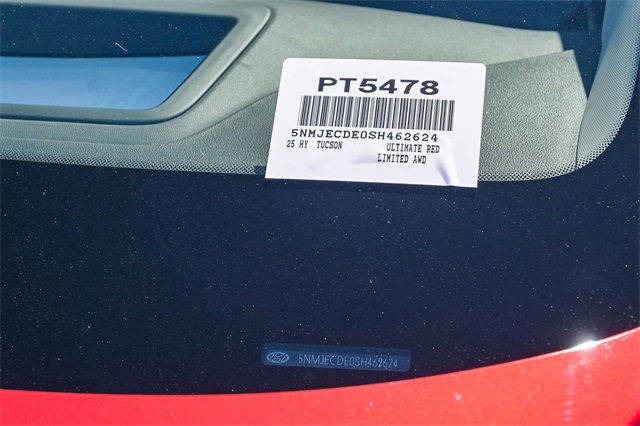 PT5478
5NMJECDE0SH462624
25 HY TUCSON ULTIMATE RED
LIMITED AWD
5NMJECDE0SH462624